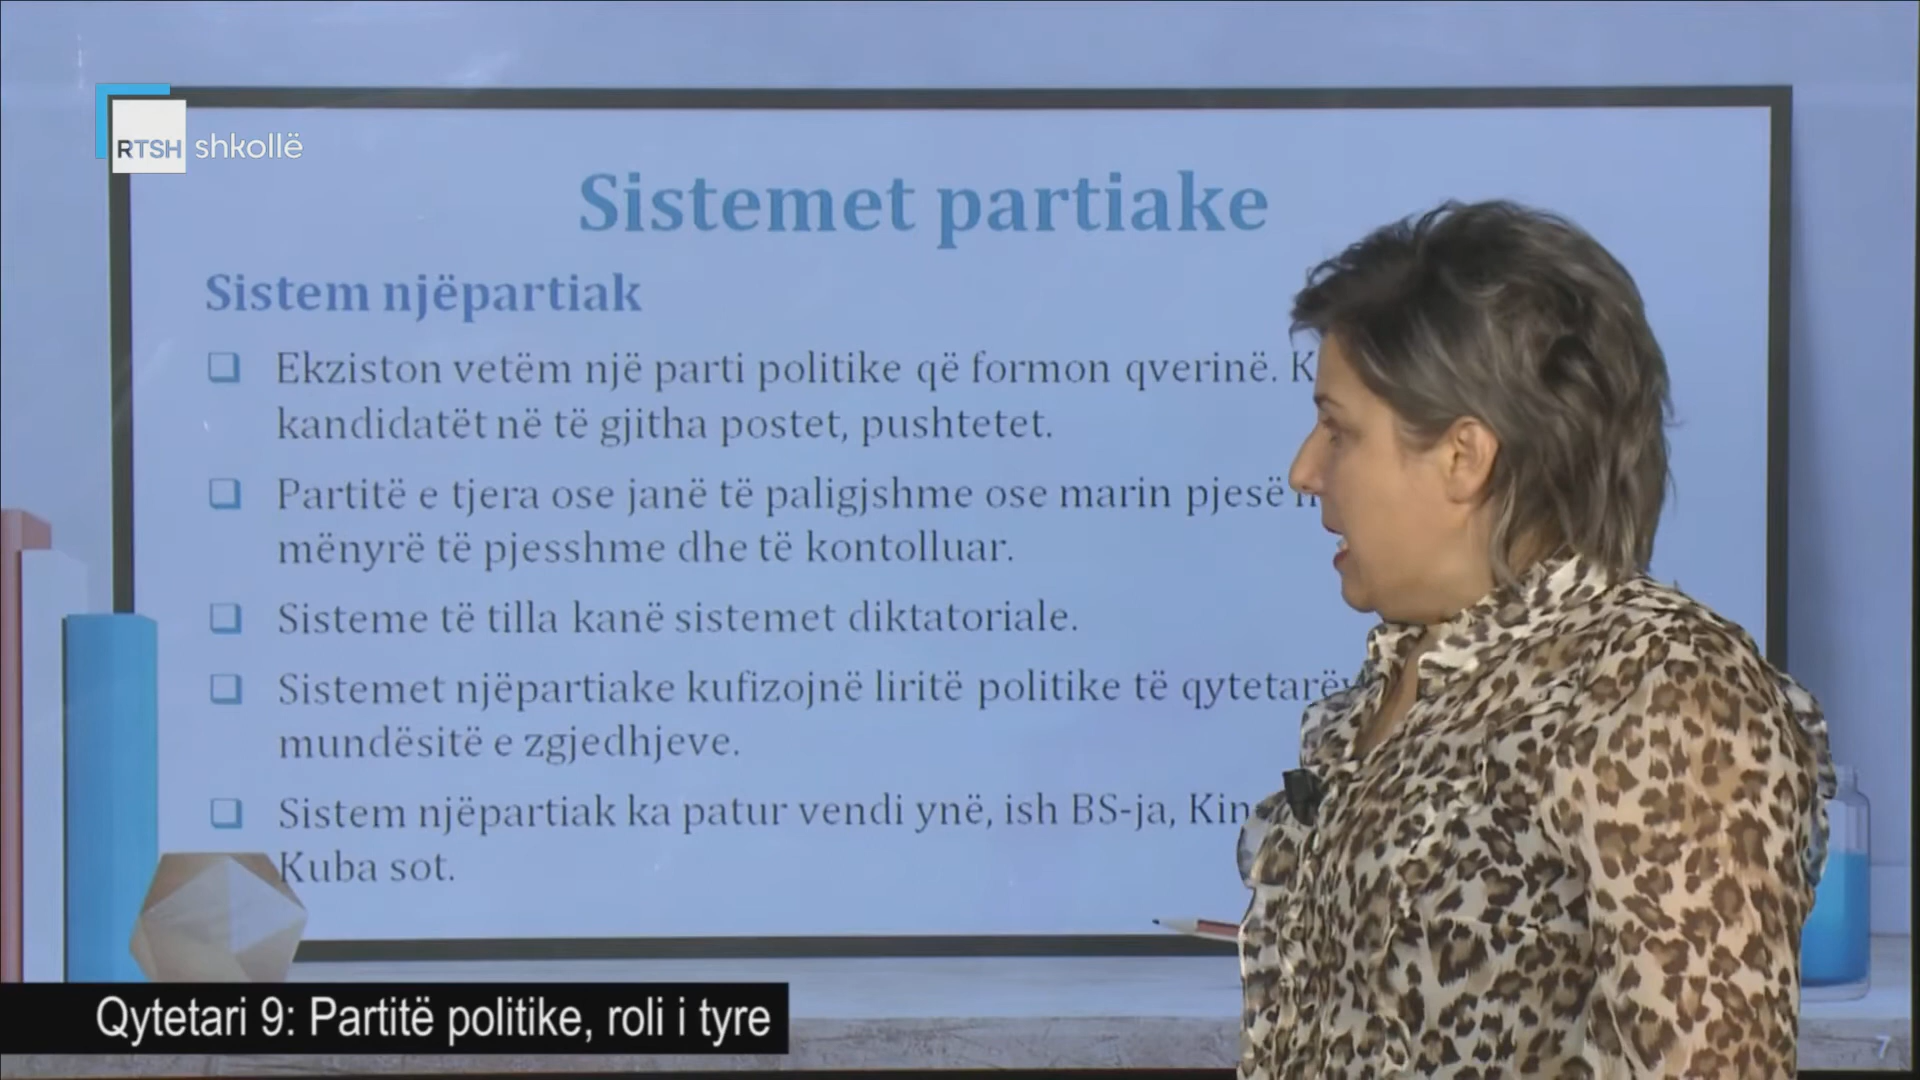 RTSH shkollë
Sistemet partiake
Sistem njëpartiak
Ekziston vetëm një parti politike që formon qverinë.
kandidatët në të gjitha postet, pushtetet.
Partitë e tjera ose janë të paligjshme ose marin pjesë
mënyrë të pjesshme dhe të kontolluar.
Sisteme të tilla kanë sistemet diktatoriale.
Sistemet njëpartiake kufizojnë liritë politike të
mundësitë e zgjedhjeve.
Sistem njëpartiak ka patur vendi ynë, ish BS-ja,
Kuba sot.
Qytetari 9: Partitë politike, roli i tyre
7